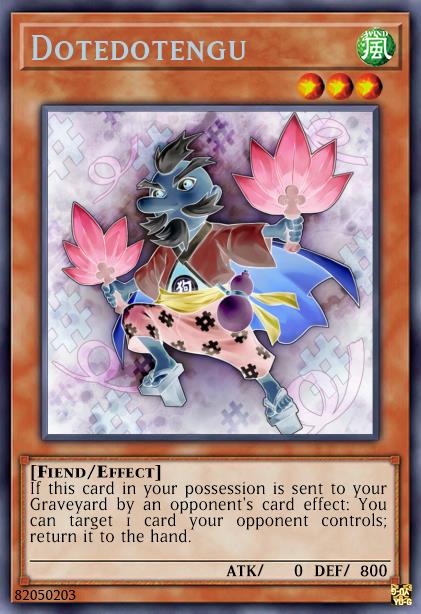 DOTEDOTENGU
WIND
風
狗
[FIEND/EFFECT]
If this card in your possession is sent to your
Graveyard by an opponent's card effect: You
can target 1 card your opponent controls;
return it to the hand.
ATK/ 0 DEF/ 800
82050203